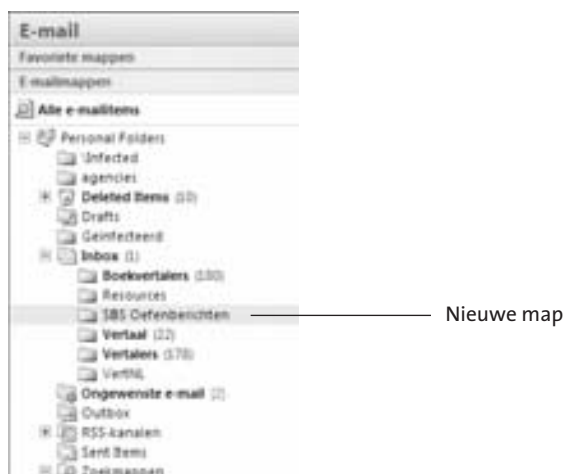 E-mail
Favoriete mappen
E-mailmappen
Alle e-mailitems
Personal Folders
\Infected
agencies
Deleted Items (10)
Drafts
Geinfecteerd
Inbox (1)
Boekvertalers (180)
Resources
SBS Oefenberichten
Nieuwe map
Vertaal (22)
Vertalers (178)
VertNL
Ongewenste e-mail (2)
Outbox
RSS-kanalen
Sent Items
Zoekmappen